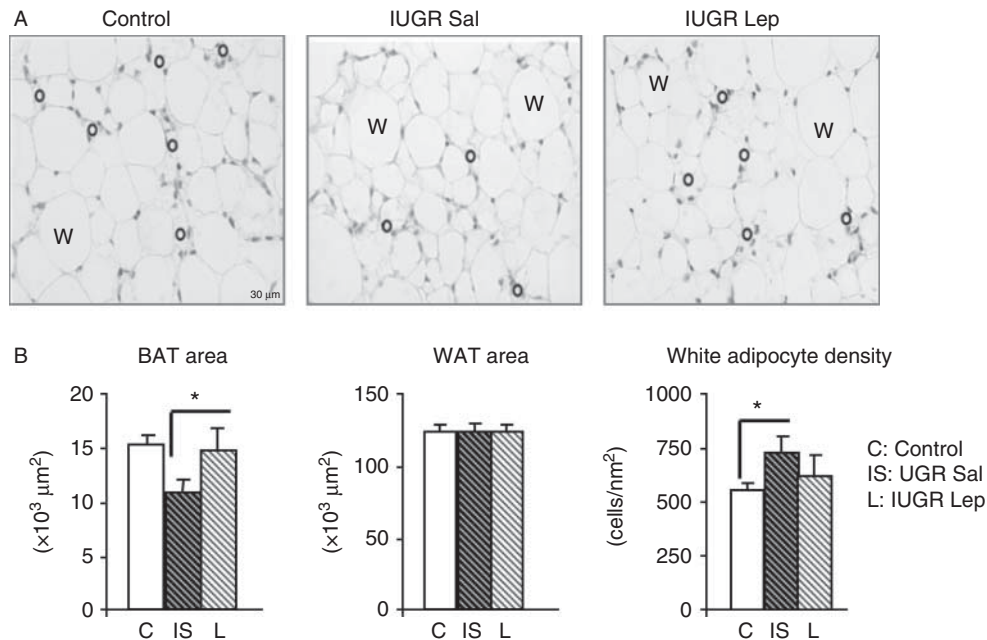 A
Control
IUGR Sal
IUGR Lep
W
30 μm
W
W
W
W
B
BAT area
WAT area
White adipocyte density
20
15
10
5
0
(×10³ μm²)
*
C IS L
150
100
50
0
(×10³ μm²)
C IS L
1000
750
500
250
0
(cells/nm²)
*
C IS L
C: Control
IS: UGR Sal
L: IUGR Lep